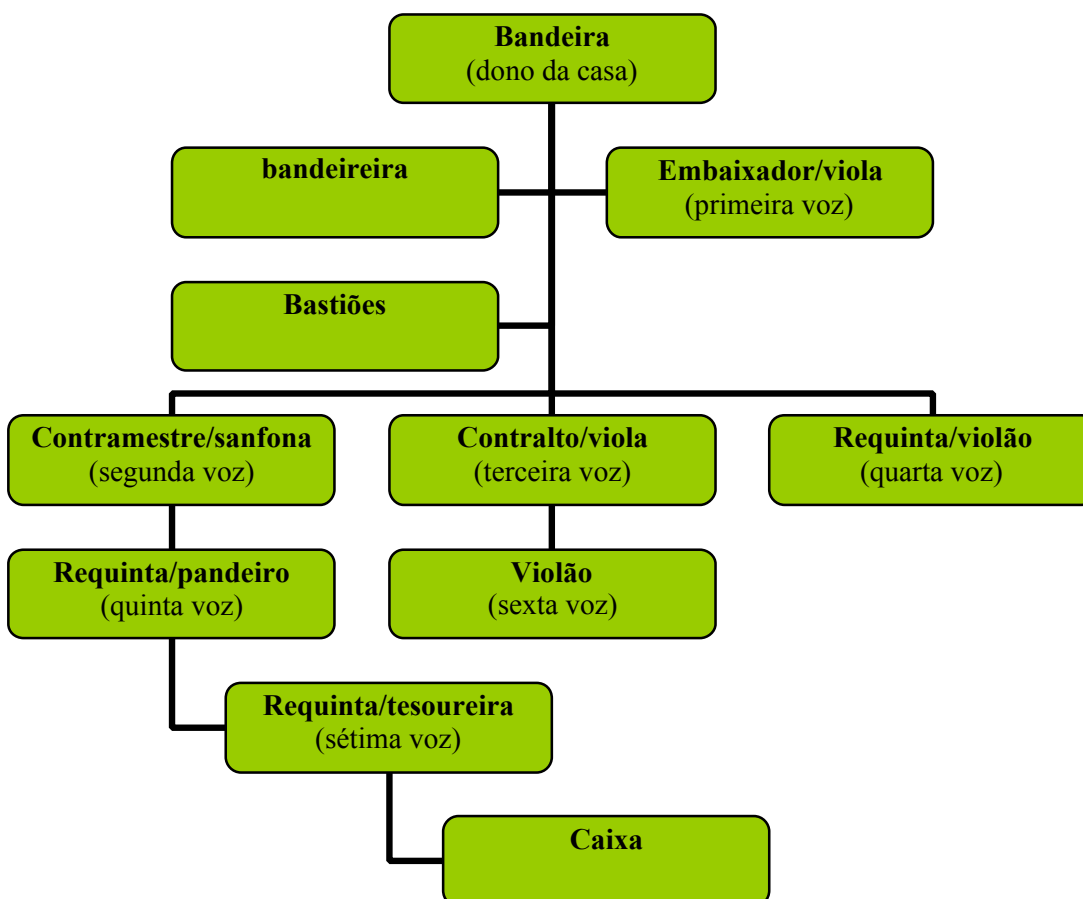 Bandeira
(dono da casa)
bandeireira
Embaixador/viola
(primeira voz)
Bastiões
Contramestre/sanfona
(segunda voz)
Contralto/viola
(terceira voz)
Requinta/violão
(quarta voz)
Requinta/pandeiro
(quinta voz)
Violão
(sexta voz)
Requinta/tesoureira
(sétima voz)
Caixa